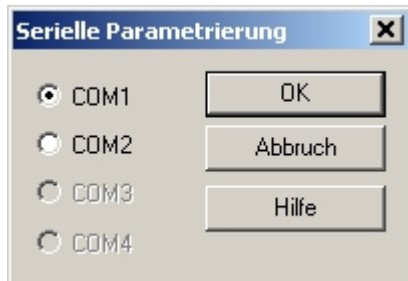 Serielle Parametrierung
COM1
OK
COM2
Abbruch
COM3
Hilfe
COM4